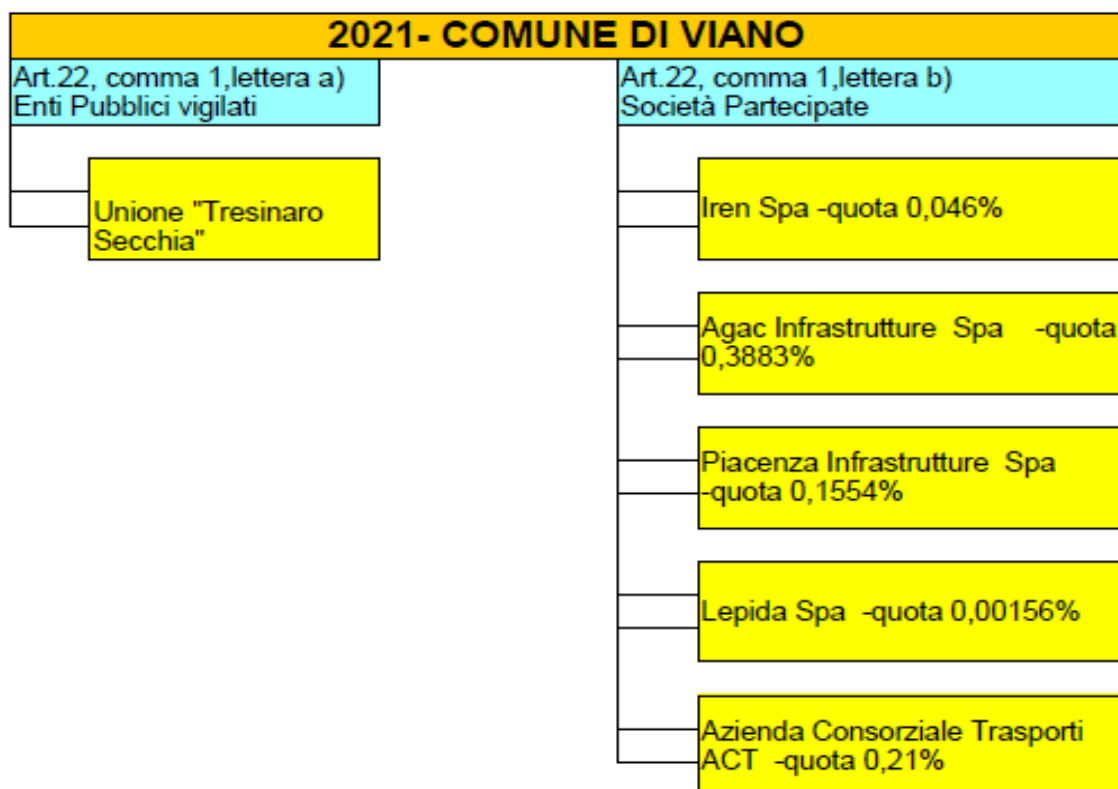 2021- COMUNE DI VIANO
Art.22, comma 1,lettera a)
Enti Pubblici vigilati
Unione "Tresinaro
Secchia"
Art.22, comma 1,lettera b)
Società Partecipate
Iren Spa -quota 0,046%
Agac Infrastrutture Spa -quota
0,3883%
Piacenza Infrastrutture Spa
-quota 0,1554%
Lepida Spa -quota 0,00156%
Azienda Consorziale Trasporti
ACT -quota 0,21%